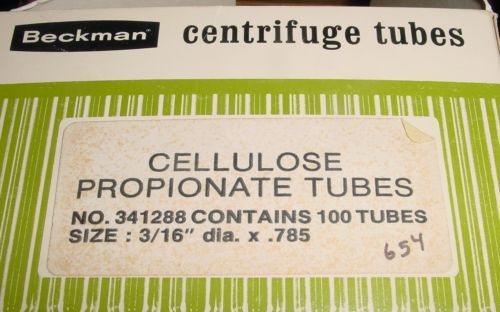 Beckman centrifuge tubes
CELLULOSE
PROPIONATE TUBES
NO. 341288 CONTAINS 100 TUBES
SIZE : 3/16" dia. x .785
654